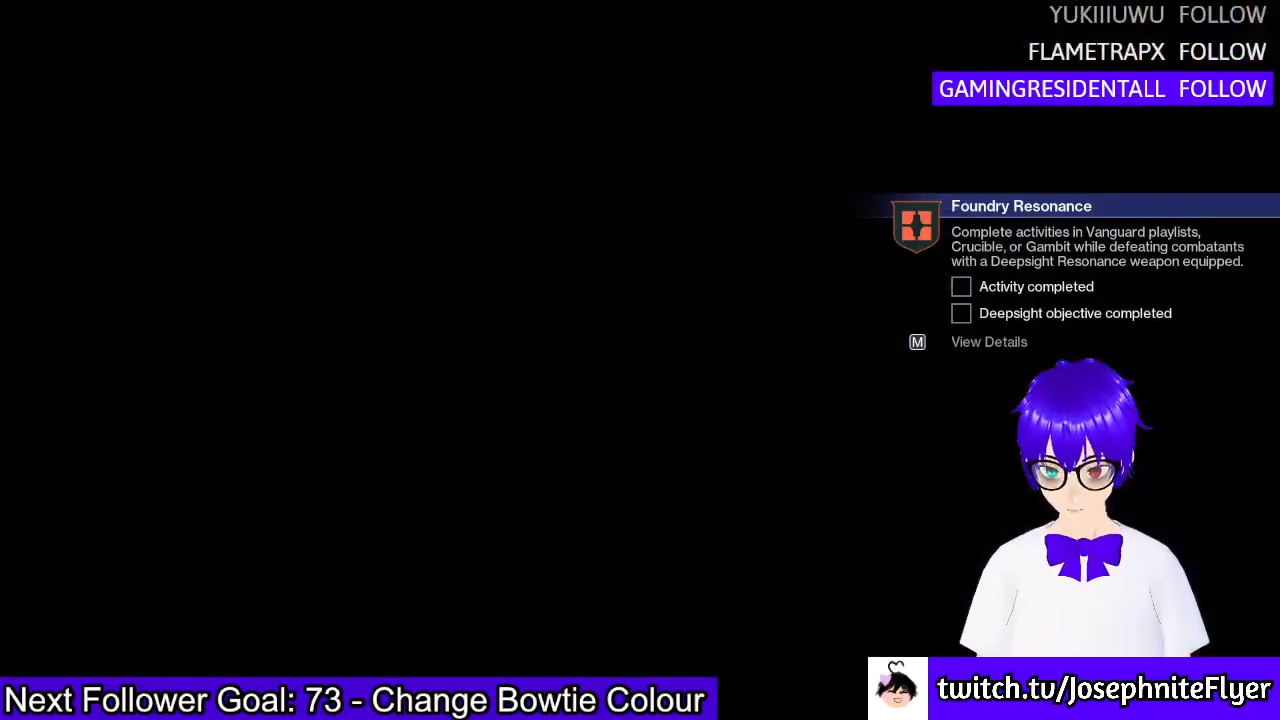 YUKIIIUWU FOLLOW
FLAMETRAPX FOLLOW
GAMINGRESIDENTALL FOLLOW
Foundry Resonance
Complete activities in Vanguard playlists,
Crucible, or Gambit while defeating combatants
with a Deepsight Resonance weapon equipped.
Activity completed
Deepsight objective completed
M View Details
Next Follower Goal: 73 - Change Bowtie Colour
twitch.tv/JosephniteFlyer